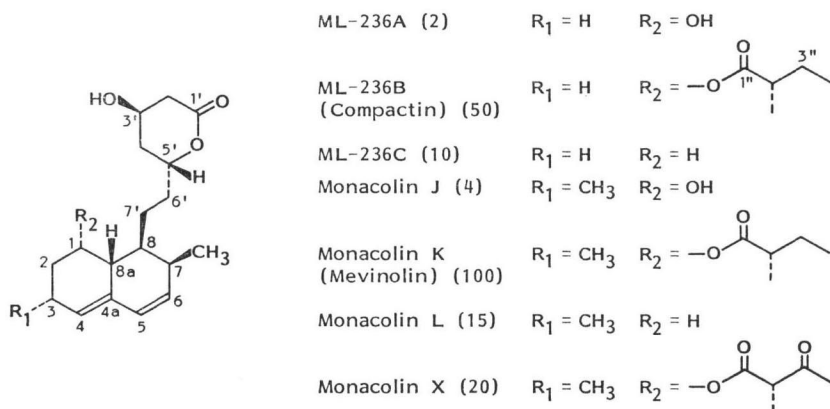 ML-236A (2) R₁ = H R₂ = OH
ML-236B R₁ = H R₂ = —O O 1" 3"
(Compactin) (50)
ML-236C (10) R₁ = H R₂ = H
Monacolin J (4) R₁ = CH₃ R₂ = OH
Monacolin K R₁ = CH₃ R₂ = —O O
(Mevinolin) (100)
Monacolin L (15) R₁ = CH₃ R₂ = H
Monacolin X (20) R₁ = CH₃ R₂ = —O O O
HO 3' 1' O
O
5' H
6'
7'
R₂ H
1 8 CH₃
2 8a 7
R₁ 3 4a 6
4 5